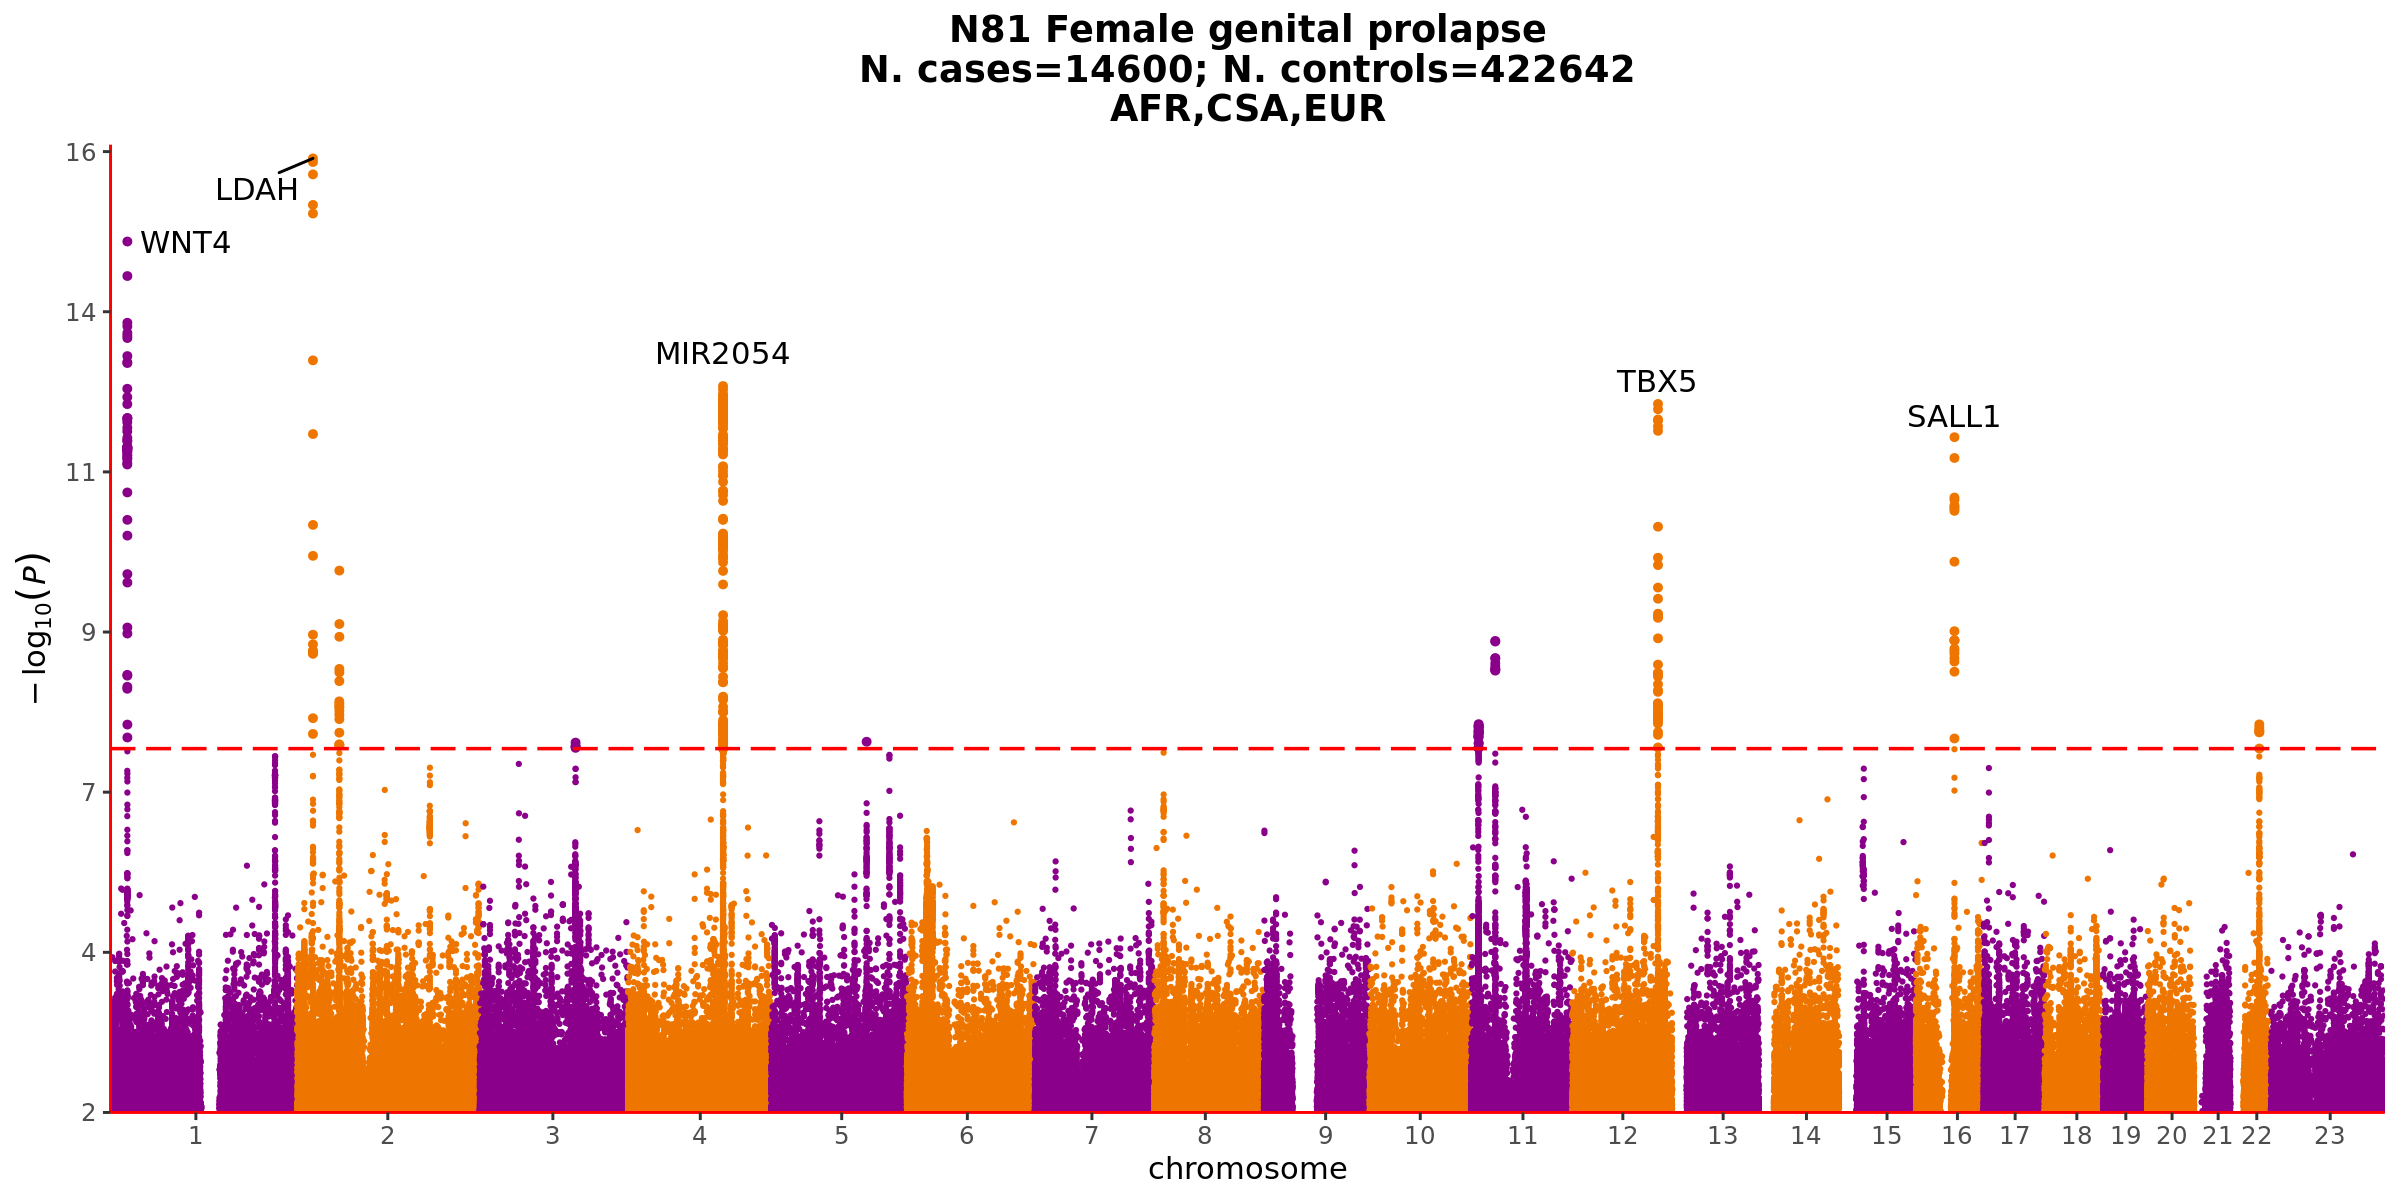 N81 Female genital prolapse
N. cases=14600; N. controls=422642
AFR,CSA,EUR
16
LDAH
WNT4
14
MIR2054
TBX5
SALL1
11
9
7
4
2
−log10(P)
1 2 3 4 5 6 7 8 9 10 11 12 13 14 15 16 17 18 19 20 21 22 23
chromosome